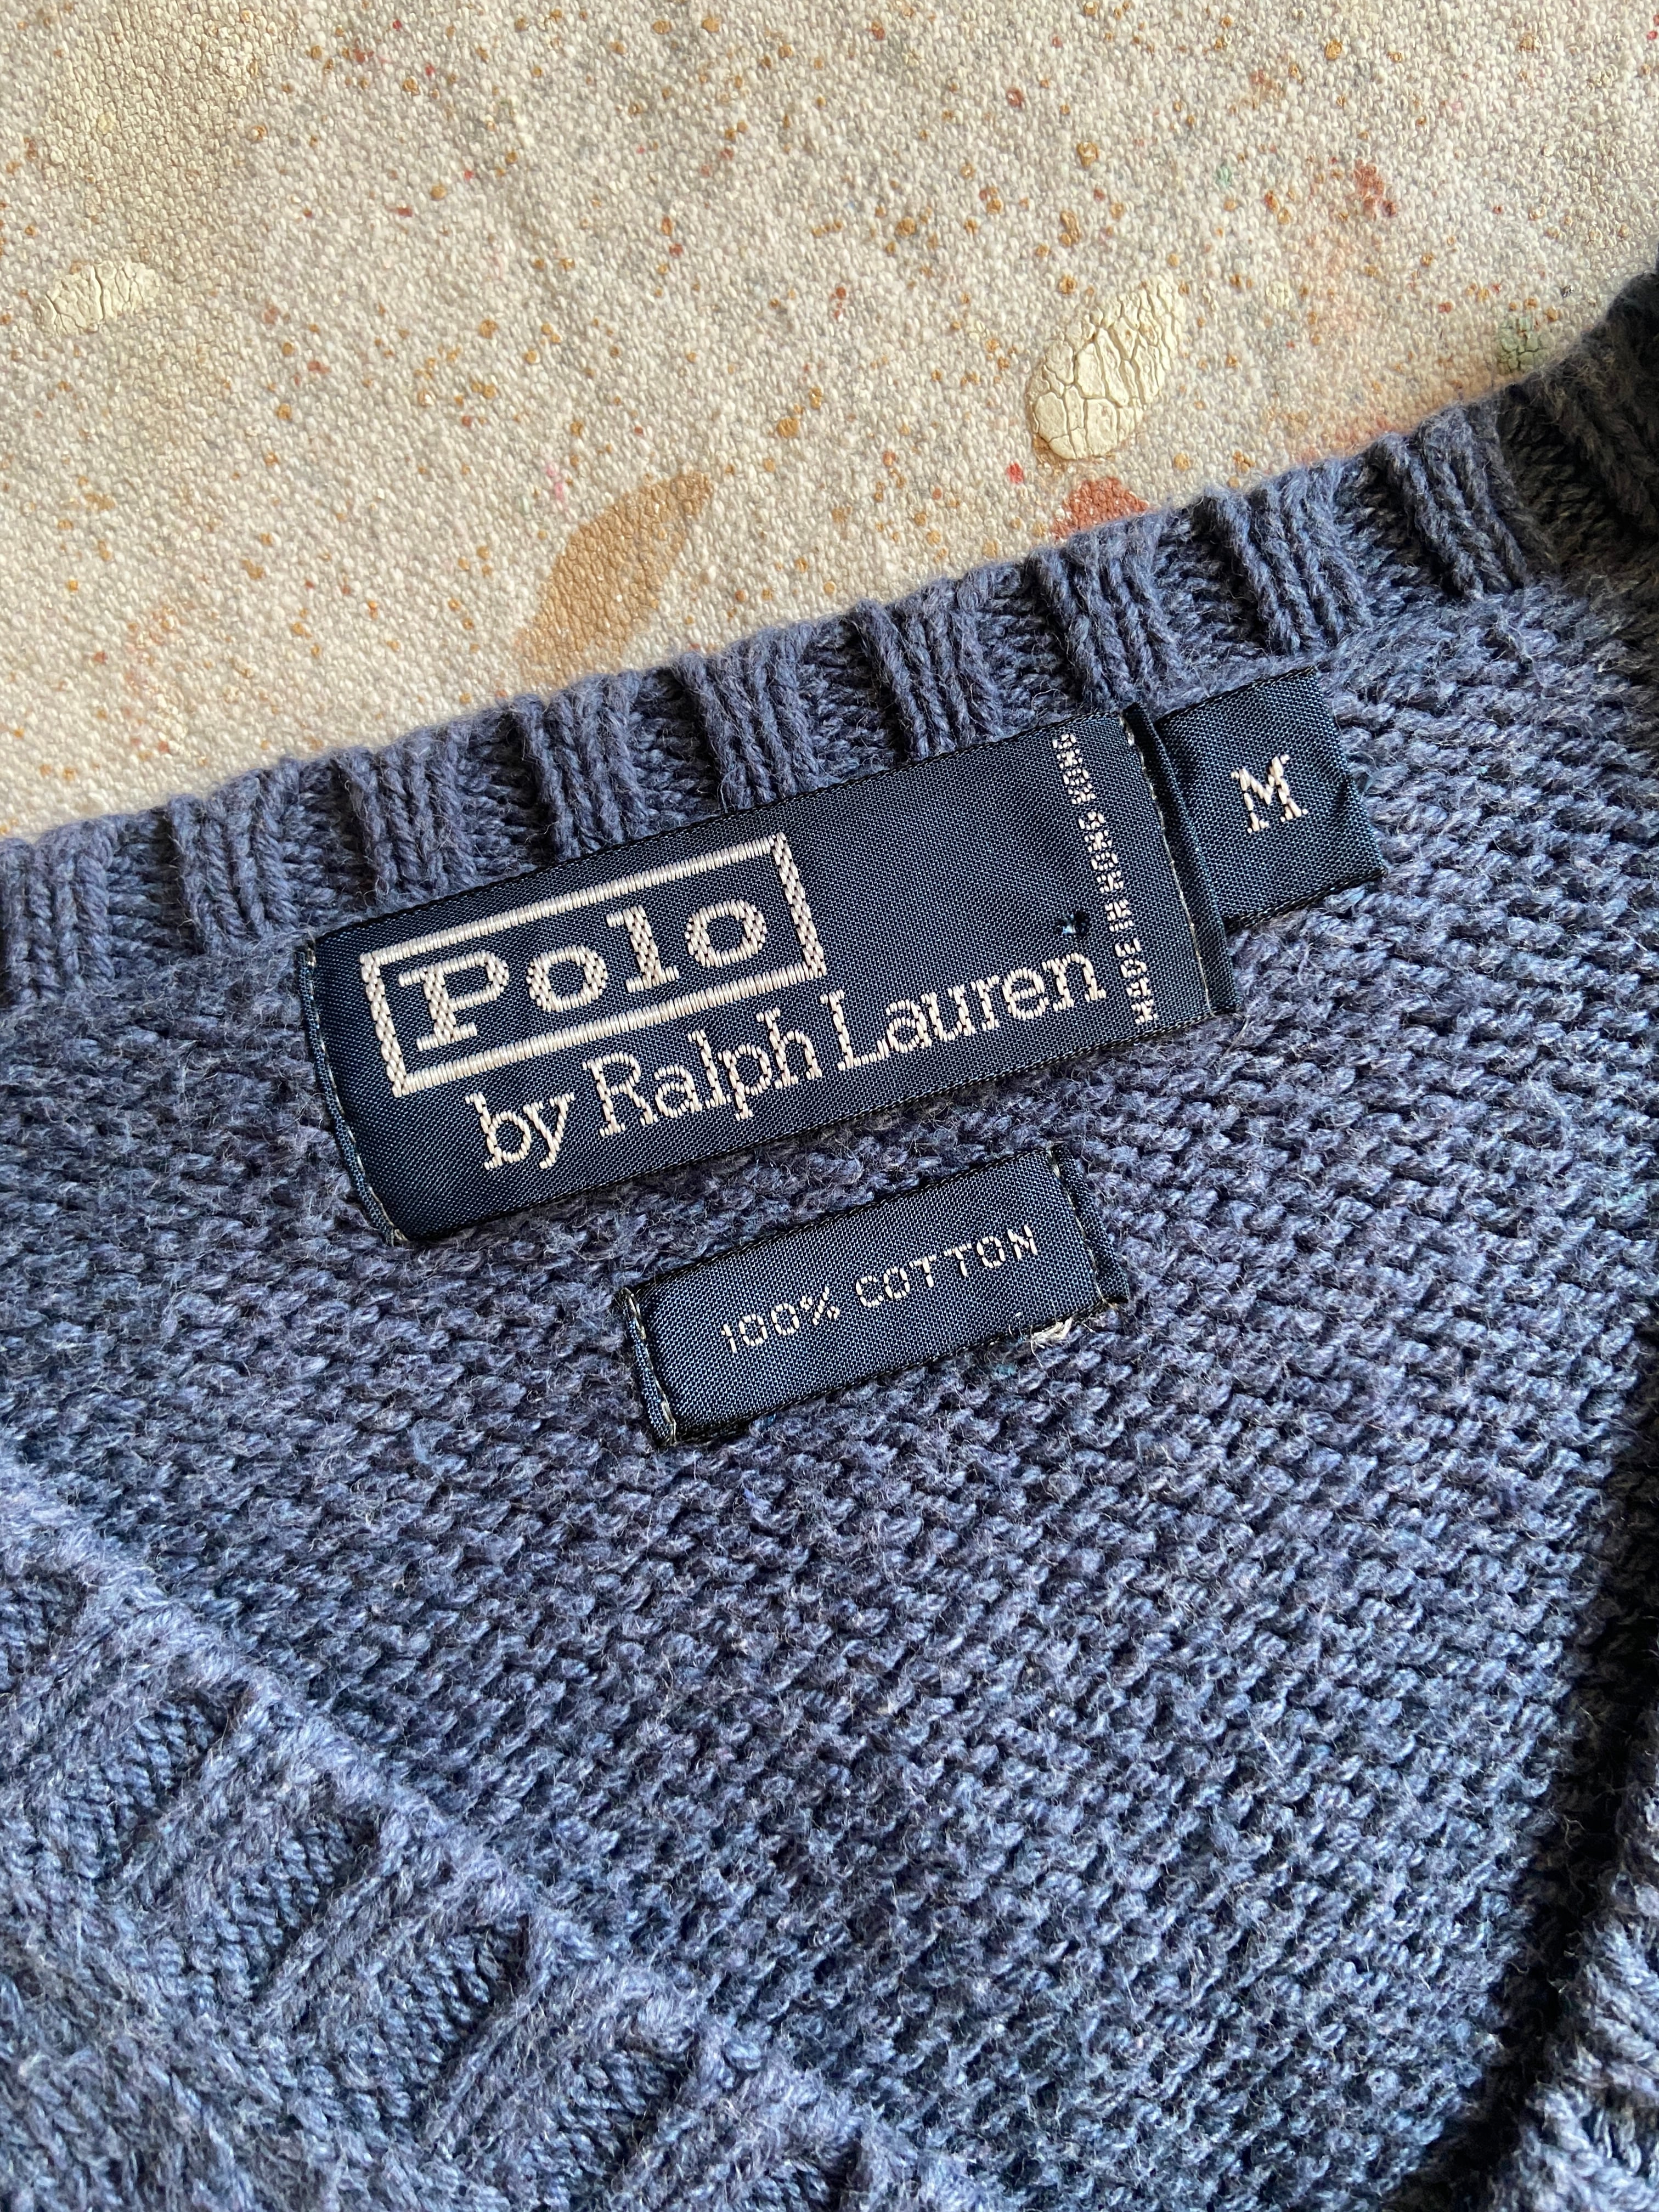 Polo
by Ralph Lauren
MADE IN HONG KONG
M
100% COTTON